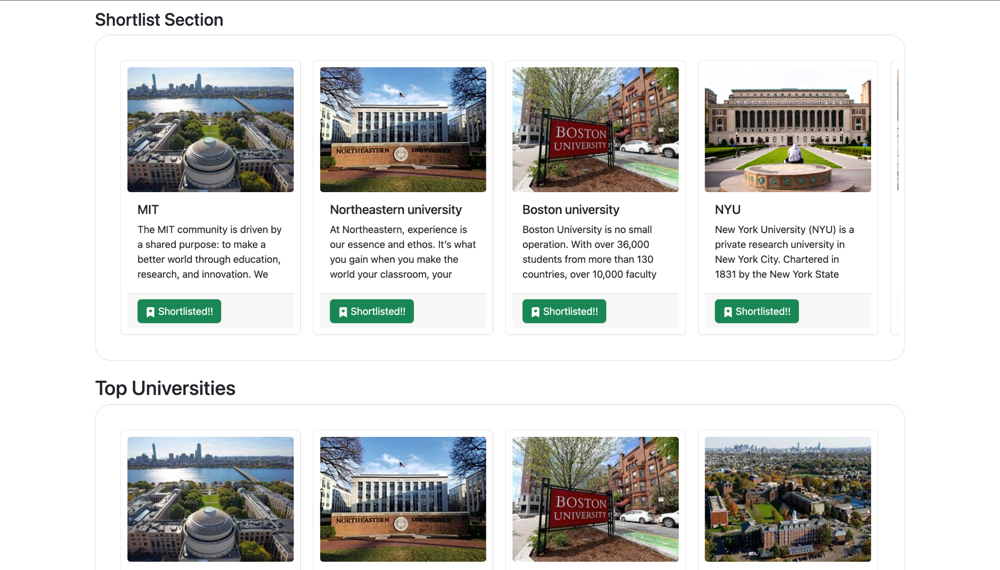 Shortlist Section
BOSTON
UNIVERSITY
NORTHEASTERN UNIVERSITY
MIT
The MIT community is driven by
a shared purpose: to make a
better world through education,
research, and innovation. We
Shortlisted!!
Northeastern university
At Northeastern, experience is
our essence and ethos. It’s what
you gain when you make the
world your classroom, your
Shortlisted!!
Boston university
Boston University is no small
operation. With over 36,000
students from more than 130
countries, over 10,000 faculty
Shortlisted!!
NYU
New York University (NYU) is a
private research university in
New York City. Chartered in
1831 by the New York State
Shortlisted!!
Top Universities
NORTHEASTERN UNIVERSITY
BOSTON
UNIVERSITY